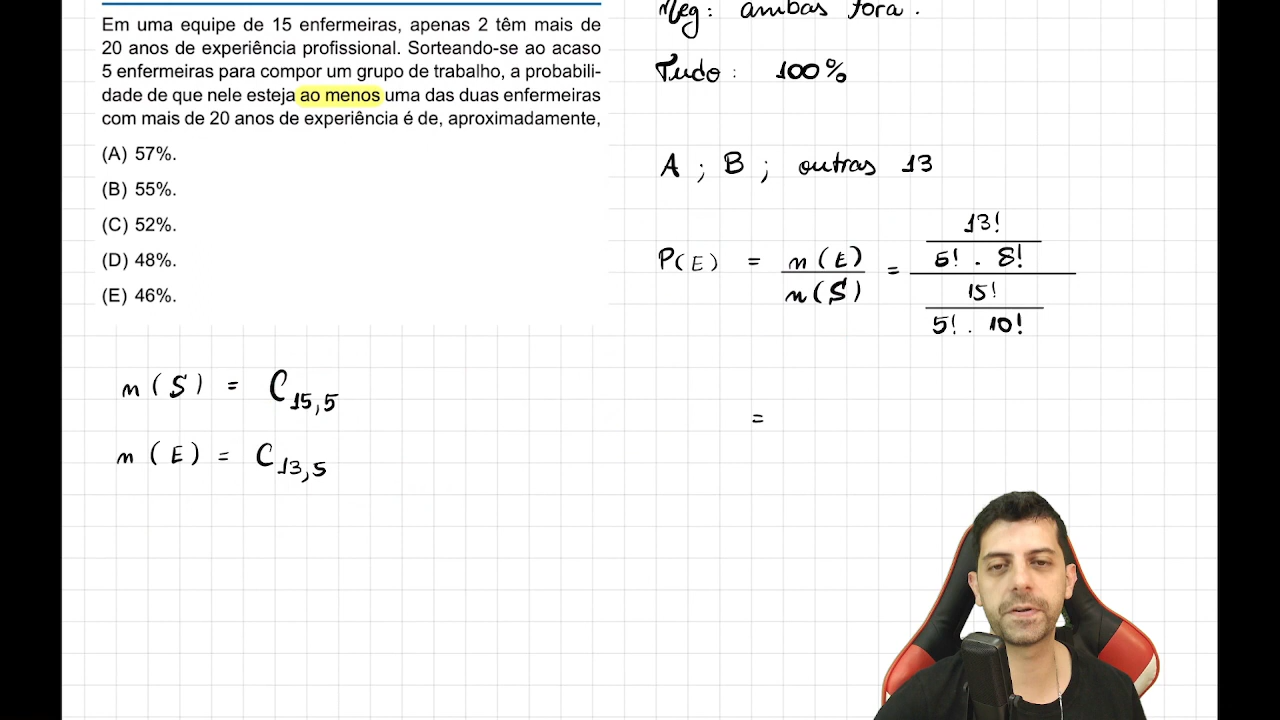 Em uma equipe de 15 enfermeiras, apenas 2 têm mais de
20 anos de experiência profissional. Sorteando-se ao acaso
5 enfermeiras para compor um grupo de trabalho, a probabili-
dade de que nele esteja ao menos uma das duas enfermeiras
com mais de 20 anos de experiência é de, aproximadamente,
(A) 57%.
(B) 55%.
(C) 52%.
(D) 48%.
(E) 46%.
n(S) = C15,5
n(E) = C13,5
Neg: ambas fora.
Tudo: 100%
A ; B ; outras 13
P(E) = n(E) / n(S) = 13! / 5! . 8! / 15! / 5! . 10!
=